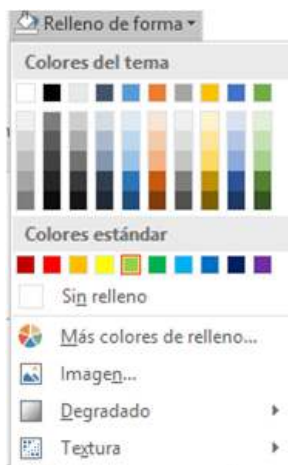 Relleno de forma
Colores del tema
Colores estándar
Sin relleno
Más colores de relleno...
Imagen...
Degradado
Textura